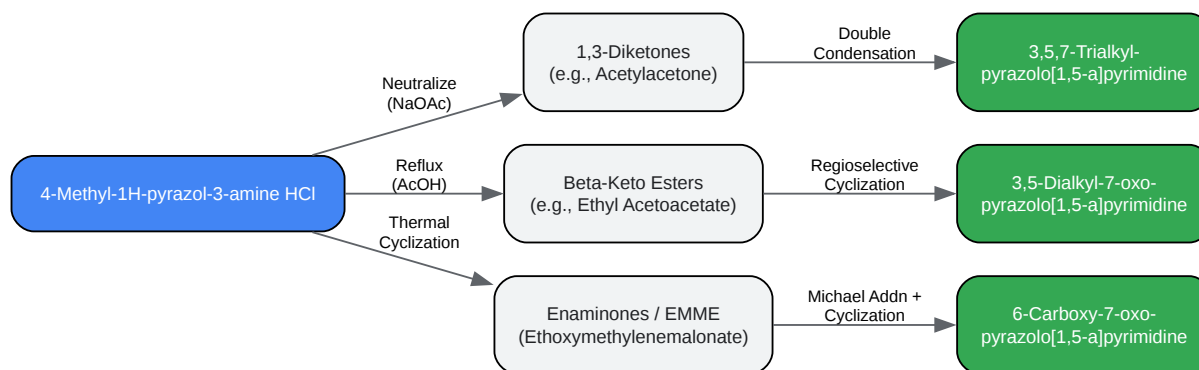 Neutralize
(NaOAc)
1,3-Diketones
(e.g., Acetylacetone)
Double
Condensation
3,5,7-Trialkyl-
pyrazolo[1,5-a]pyrimidine
4-Methyl-1H-pyrazol-3-amine HCl
Reflux
(AcOH)
Beta-Keto Esters
(e.g., Ethyl Acetoacetate)
Regioselective
Cyclization
3,5-Dialkyl-7-oxo-
pyrazolo[1,5-a]pyrimidine
Thermal
Cyclization
Enaminones / EMME
(Ethoxymethylenemalonate)
Michael Addn +
Cyclization
6-Carboxy-7-oxo-
pyrazolo[1,5-a]pyrimidine